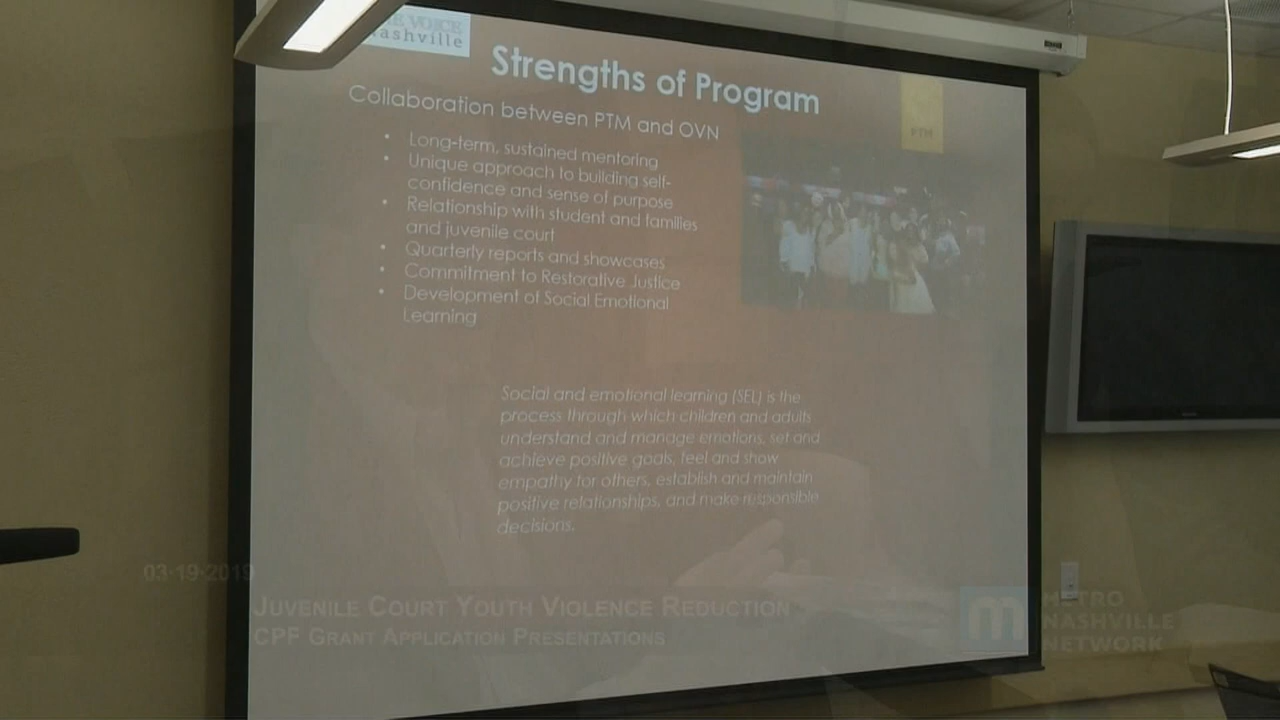 VOICE
ashville
Strengths of Program
Collaboration between PTM and OVN
PTM
• Long-term, sustained mentoring
• Unique approach to building self-
confidence and sense of purpose
• Relationship with student and families
and juvenile court
• Quarterly reports and showcases
• Commitment to Restorative Justice
• Development of Social Emotional
Learning
Social and emotional learning (SEL) is the
process through which children and adults
understand and manage emotions, set and
achieve positive goals, feel and show
empathy for others, establish and maintain
positive relationships, and make responsible
decisions.
03-19-2019
JUVENILE COURT YOUTH VIOLENCE REDUCTION
CPF GRANT APPLICATION PRESENTATIONS
m
METRO
NASHVILLE
NETWORK